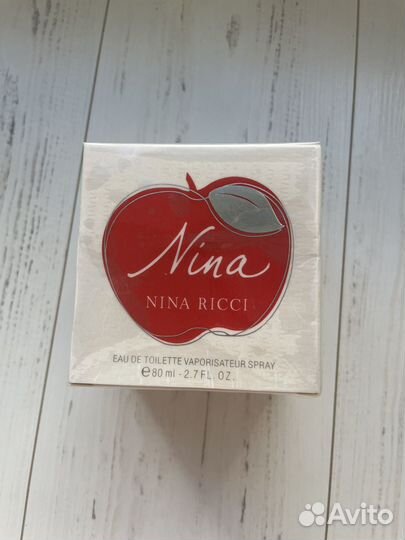 Nina
NINA RICCI
EAU DE TOILETTE VAPORISATEUR SPRAY
℮80 ml - 2.7 FL. OZ.
Avito